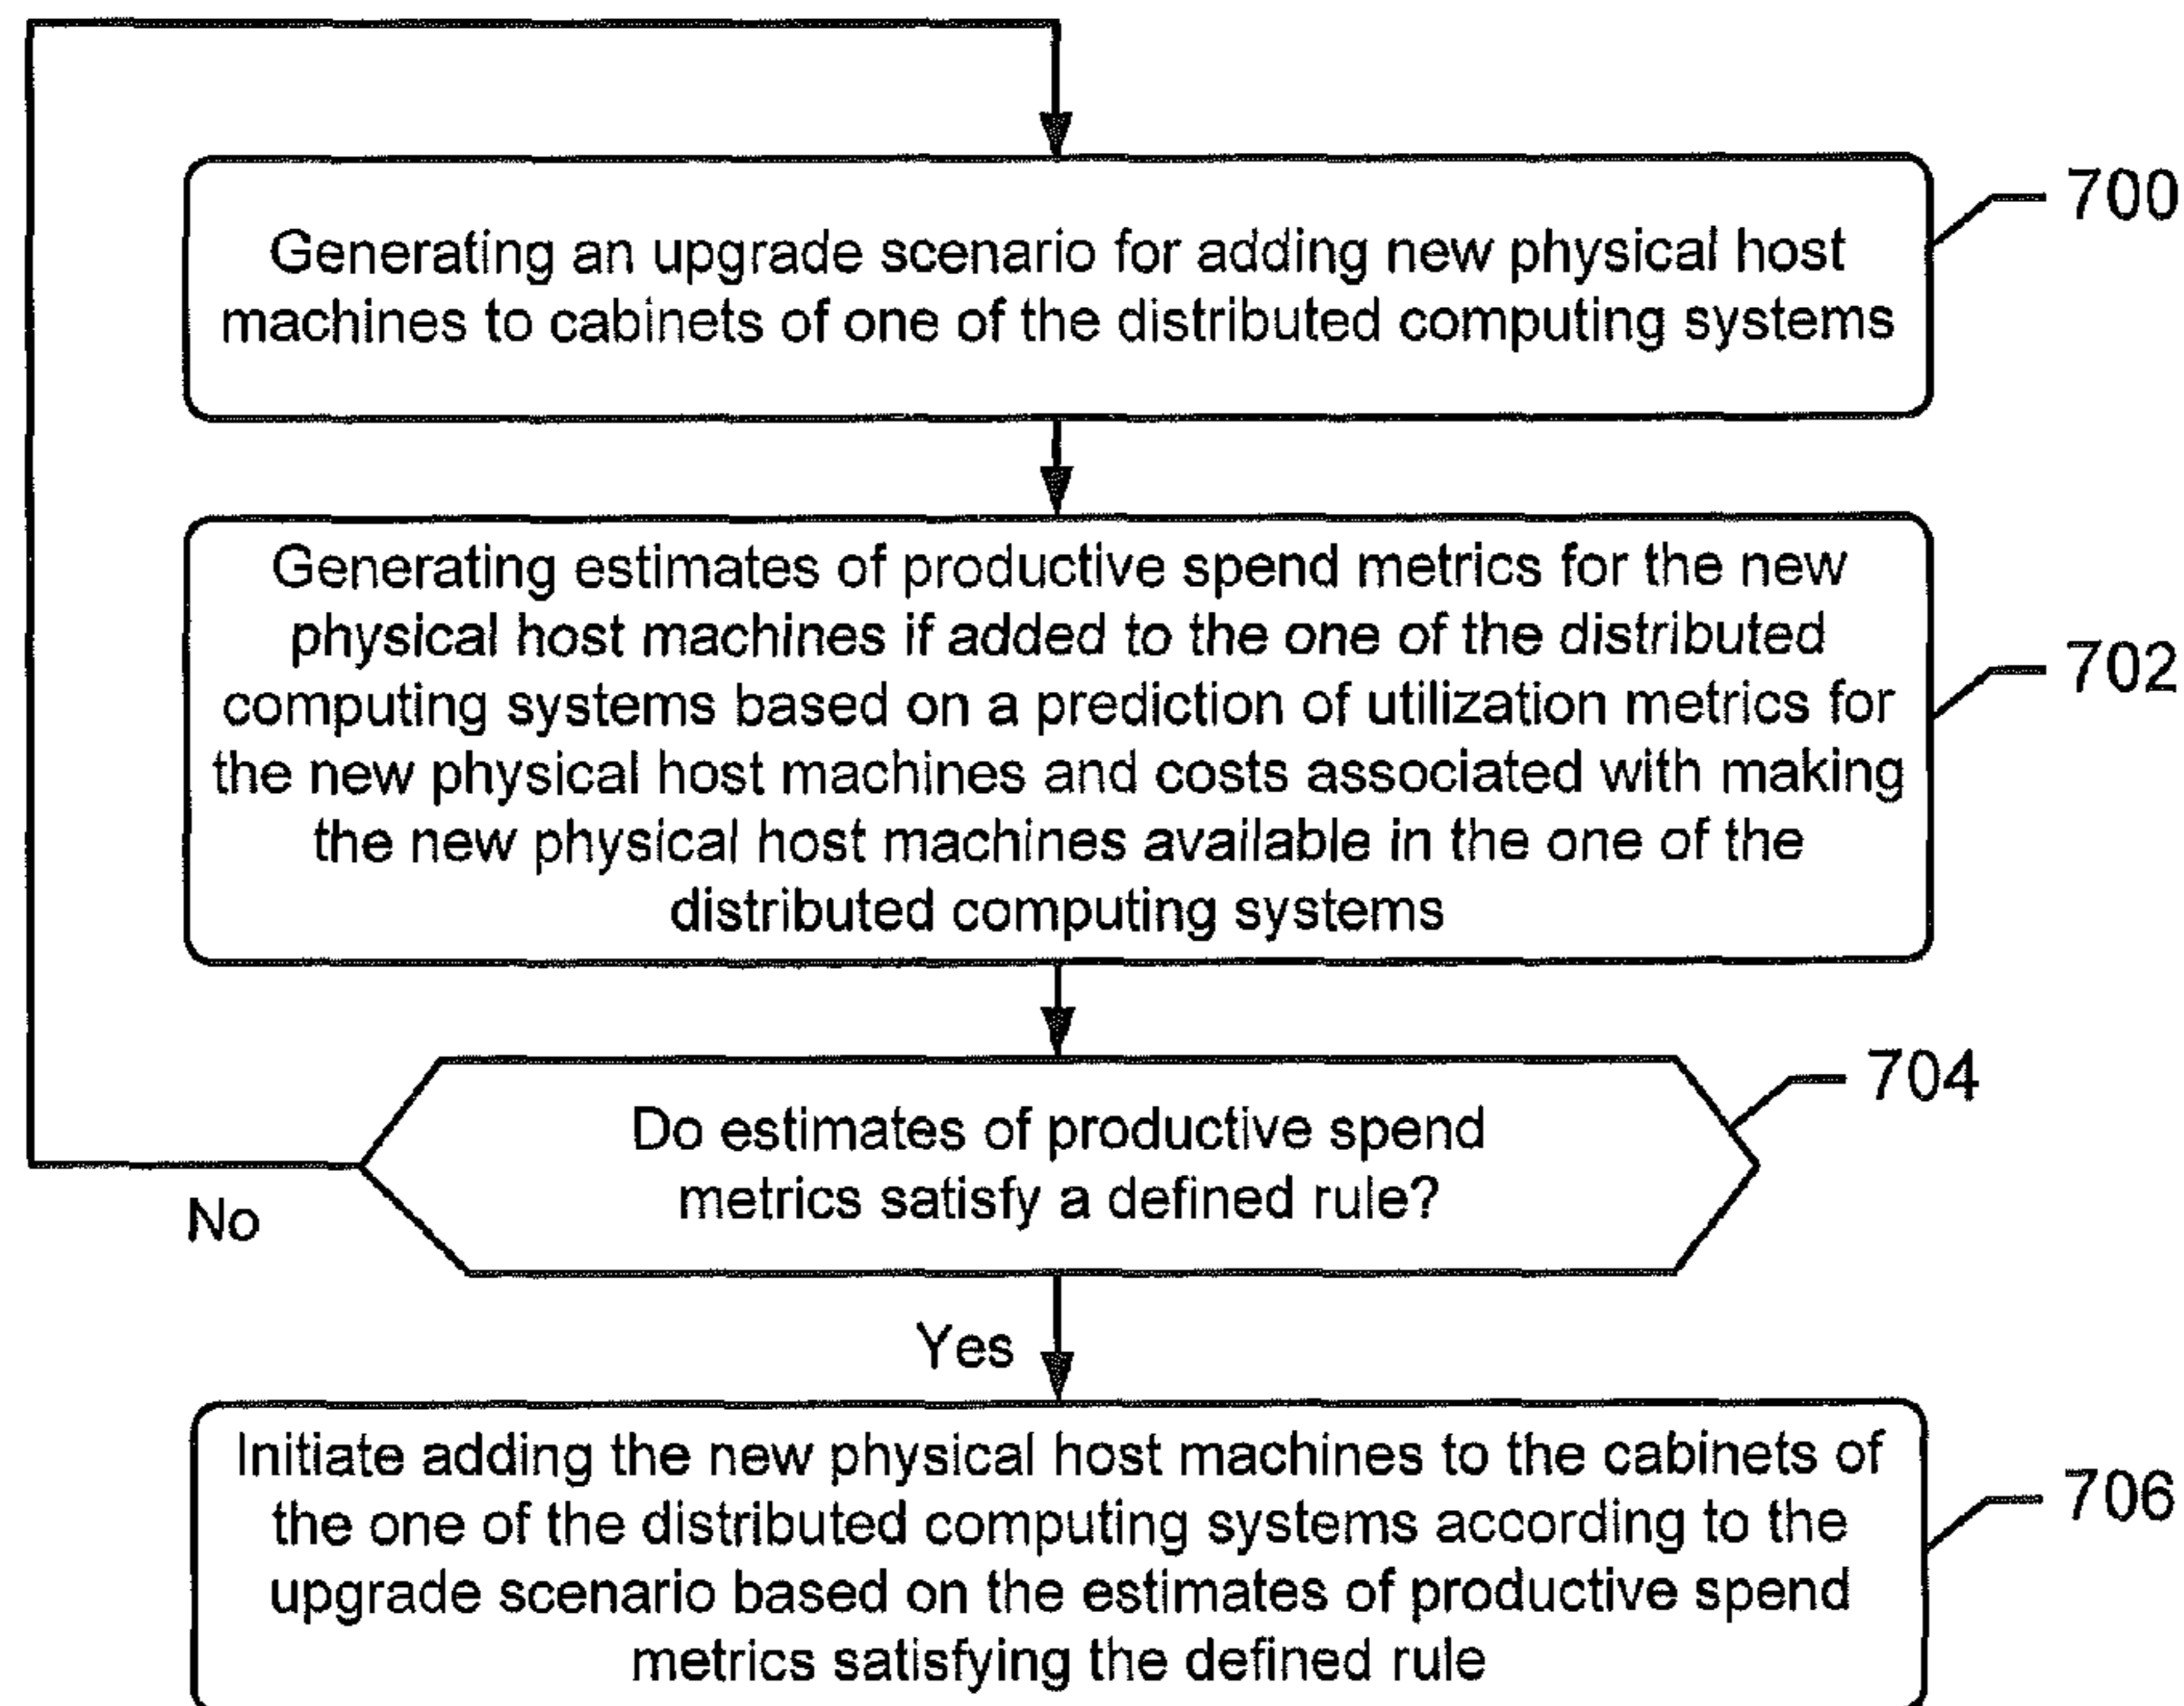 700
Generating an upgrade scenario for adding new physical host
machines to cabinets of one of the distributed computing systems
Generating estimates of productive spend metrics for the new
physical host machines if added to the one of the distributed
computing systems based on a prediction of utilization metrics for
the new physical host machines and costs associated with making
the new physical host machines available in the one of the
distributed computing systems
702
704
Do estimates of productive spend
metrics satisfy a defined rule?
No
Yes
Initiate adding the new physical host machines to the cabinets of
the one of the distributed computing systems according to the
upgrade scenario based on the estimates of productive spend
metrics satisfying the defined rule
706